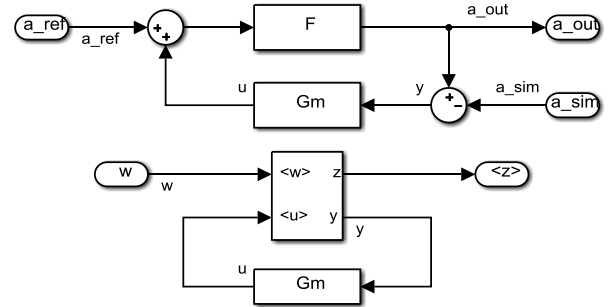 a_ref
a_ref
+
+
F
a_out
a_out
u
Gm
y
+
−
a_sim
a_sim
w
w
<w>
z
<z>
<u>
y
y
u
Gm